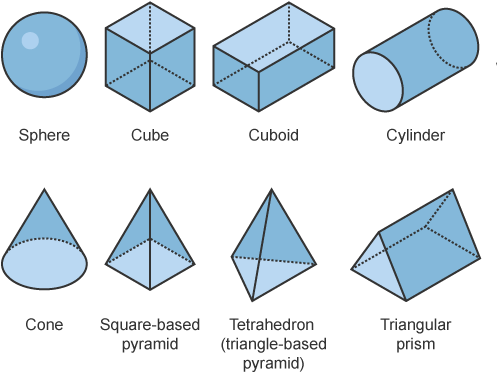 Sphere
Cube
Cuboid
Cylinder
Cone
Square-based
pyramid
Tetrahedron
(triangle-based
pyramid)
Triangular
prism